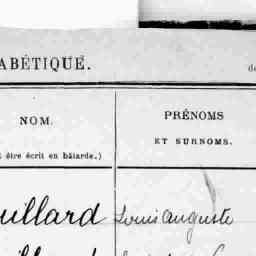 ABÉTIQUE.
NOM.
PRÉNOMS
ET SURNOMS.
être écrit en bâtarde.)
uillard Louis Auguste